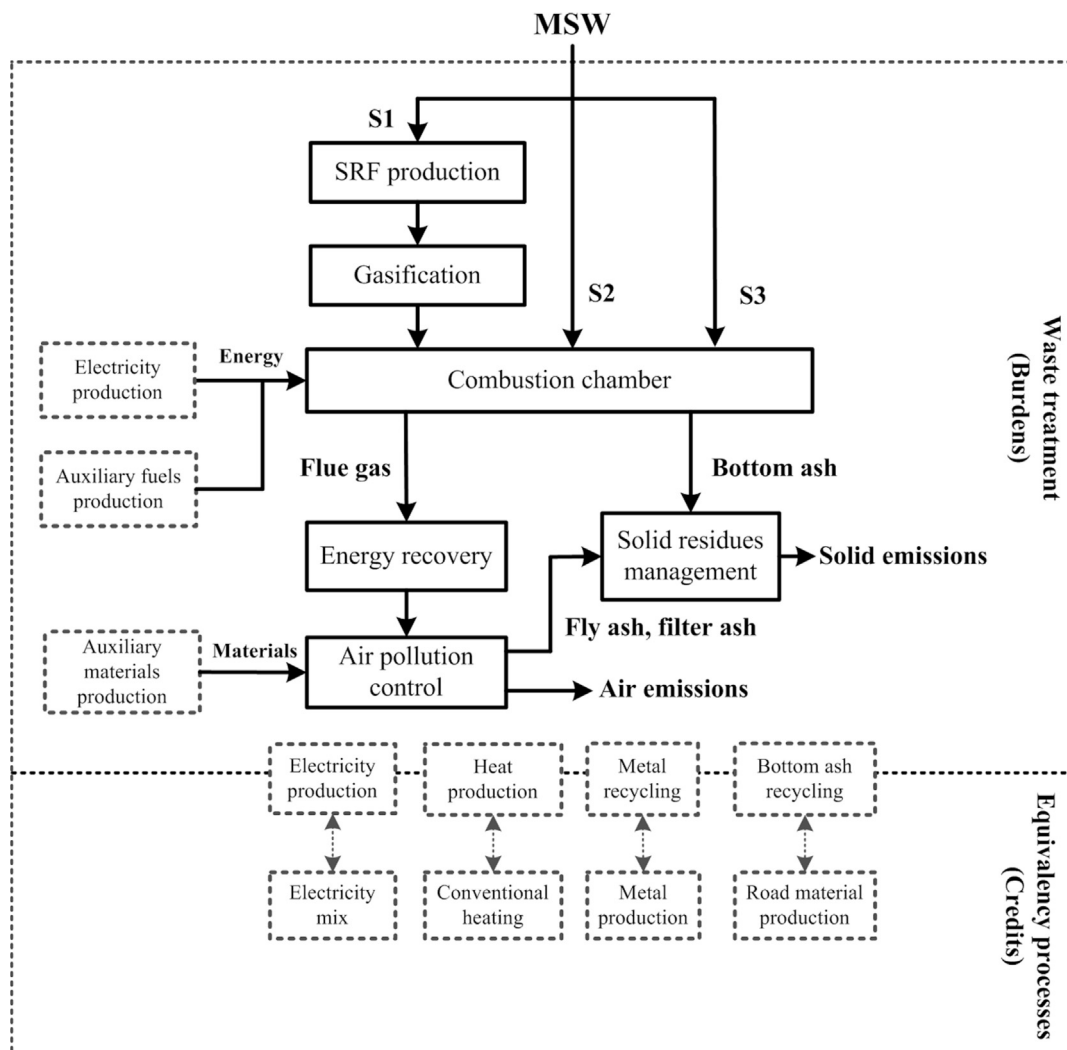 MSW
S1
SRF production
Gasification
S2
S3
Electricity
production
Energy
Combustion chamber
Auxiliary fuels
production
Flue gas
Bottom ash
Energy recovery
Solid residues
management
Solid emissions
Fly ash, filter ash
Auxiliary
materials
production
Materials
Air pollution
control
Air emissions
Waste treatment
(Burdens)
Electricity
production
Heat
production
Metal
recycling
Bottom ash
recycling
Electricity
mix
Conventional
heating
Metal
production
Road material
production
Equivalency processes
(Credits)